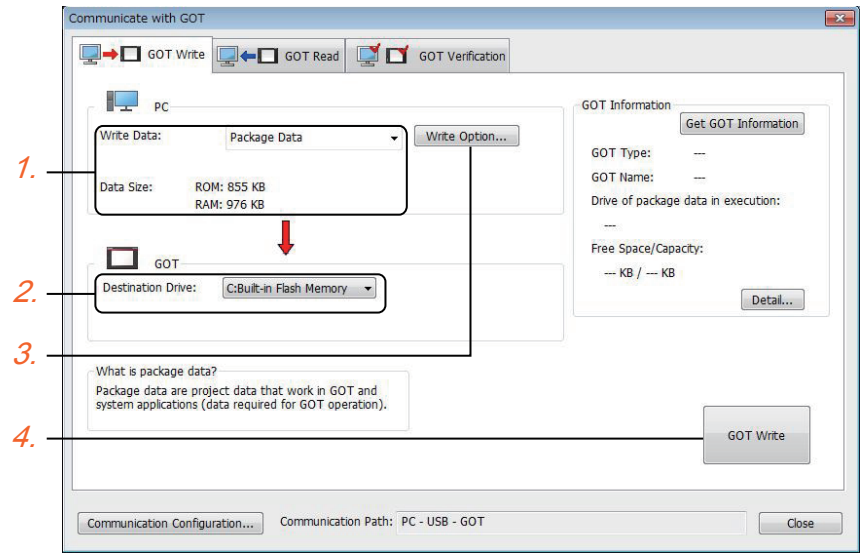 Communicate with GOT
GOT Write
GOT Read
GOT Verification
PC
Write Data:
Package Data
Write Option...
1.
Data Size:
ROM: 855 KB
RAM: 976 KB
GOT
2.
Destination Drive:
C:Built-in Flash Memory
3.
What is package data?
Package data are project data that work in GOT and
system applications (data required for GOT operation).
4.
GOT Information
Get GOT Information
GOT Type:
---
GOT Name:
---
Drive of package data in execution:
---
Free Space/Capacity:
--- KB / --- KB
Detail...
GOT Write
Communication Configuration...
Communication Path:
PC - USB - GOT
Close